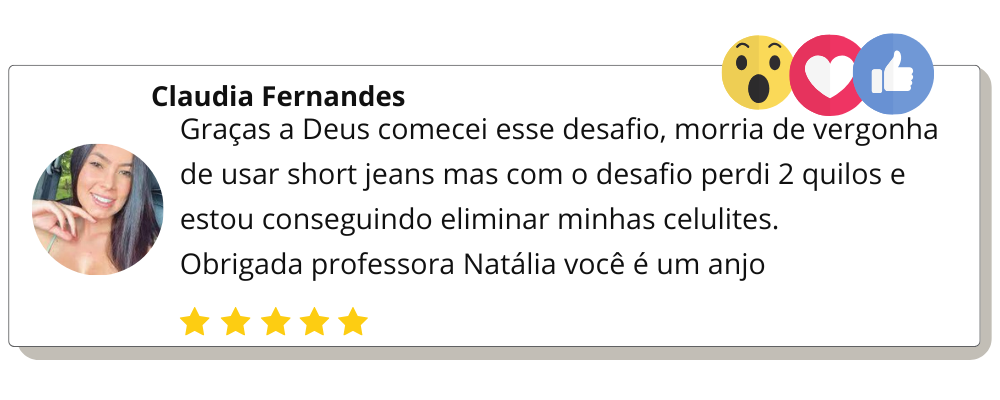 Claudia Fernandes
Graças a Deus comecei esse desafio, morria de vergonha
de usar short jeans mas com o desafio perdi 2 quilos e
estou conseguindo eliminar minhas celulites.
Obrigada professora Natália você é um anjo